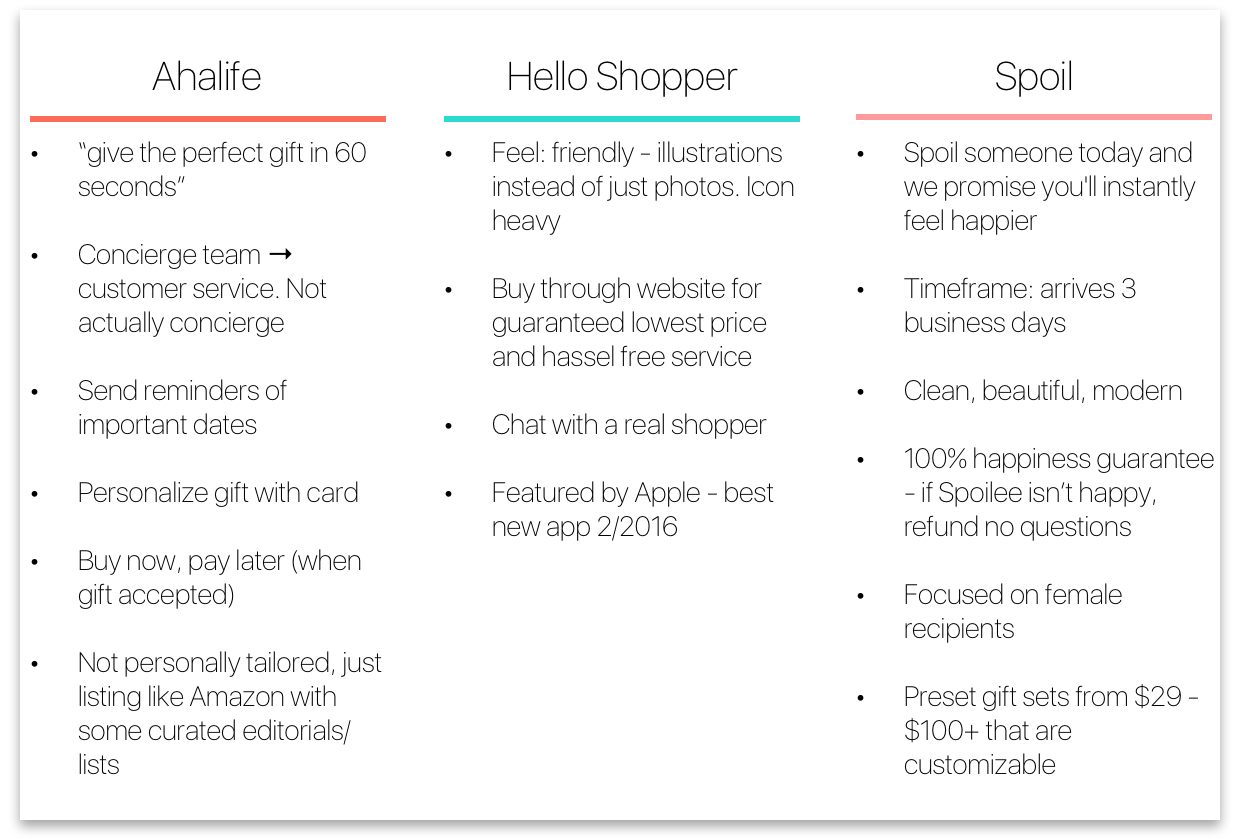 Ahalife
• “give the perfect gift in 60
seconds”
• Concierge team →
customer service. Not
actually concierge
• Send reminders of
important dates
• Personalize gift with card
• Buy now, pay later (when
gift accepted)
• Not personally tailored, just
listing like Amazon with
some curated editorials/
lists
Hello Shopper
• Feel: friendly - illustrations
instead of just photos. Icon
heavy
• Buy through website for
guaranteed lowest price
and hassel free service
• Chat with a real shopper
• Featured by Apple - best
new app 2/2016
Spoil
• Spoil someone today and
we promise you'll instantly
feel happier
• Timeframe: arrives 3
business days
• Clean, beautiful, modern
• 100% happiness guarantee
- if Spoilee isn’t happy,
refund no questions
• Focused on female
recipients
• Preset gift sets from $29 -
$100+ that are
customizable